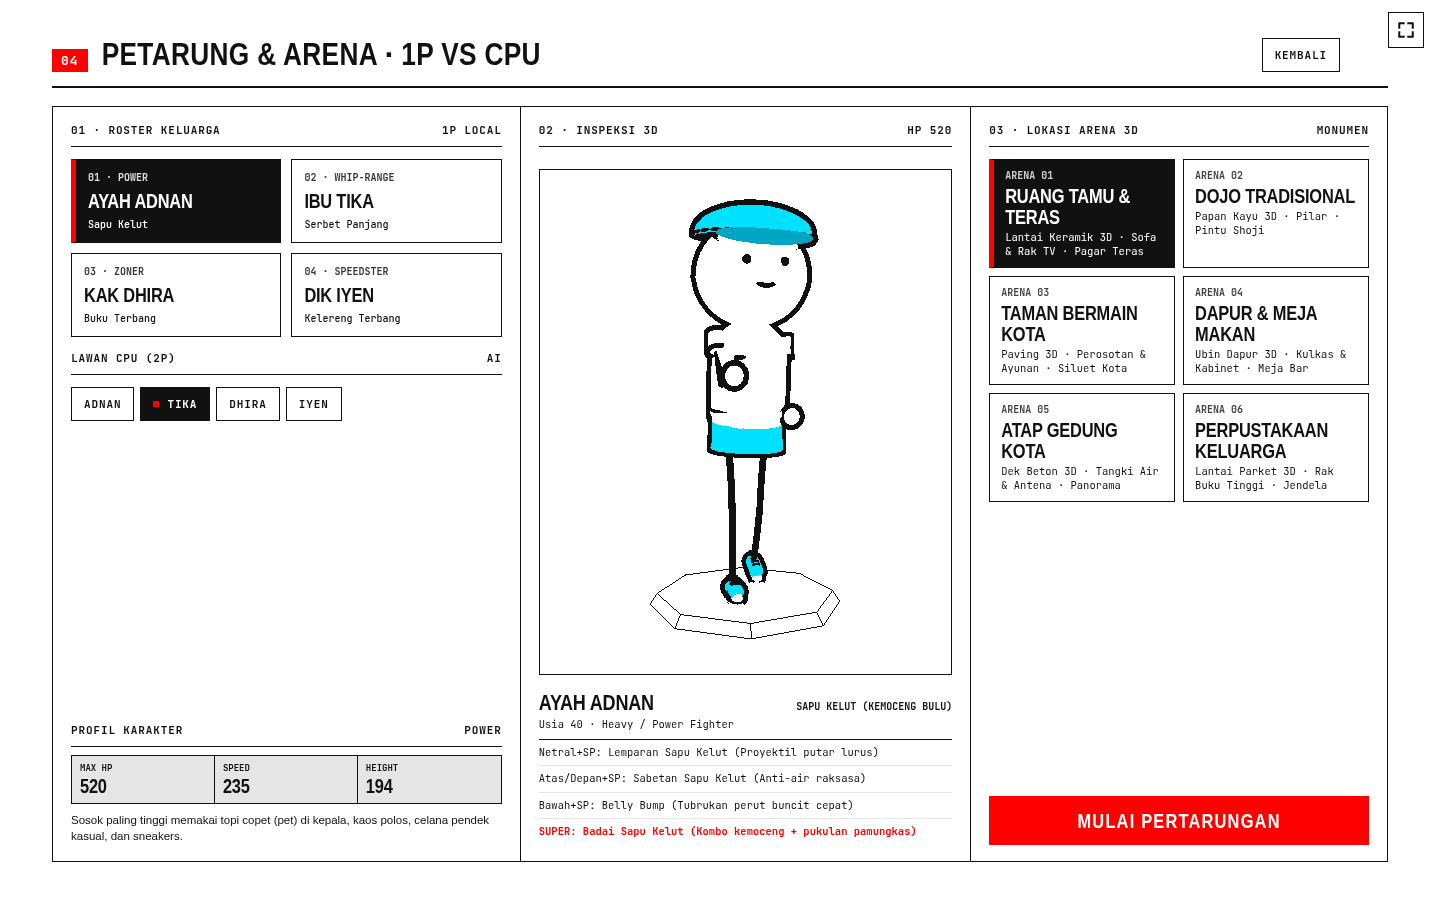 04 PETARUNG & ARENA · 1P VS CPU
KEMBALI
01 · ROSTER KELUARGA
1P LOCAL
01 · POWER
AYAH ADNAN
Sapu Kelut
02 · WHIP-RANGE
IBU TIKA
Serbet Panjang
03 · ZONER
KAK DHIRA
Buku Terbang
04 · SPEEDSTER
DIK IYEN
Kelereng Terbang
LAWAN CPU (2P)
AI
ADNAN
TIKA
DHIRA
IYEN
PROFIL KARAKTER
POWER
MAX HP
520
SPEED
235
HEIGHT
194
Sosok paling tinggi memakai topi copet (pet) di kepala, kaos polos, celana pendek
kasual, dan sneakers.
02 · INSPEKSI 3D
HP 520
AYAH ADNAN
SAPU KELUT (KEMOCENG BULU)
Usia 40 · Heavy / Power Fighter
Netral+SP: Lemparan Sapu Kelut (Proyektil putar lurus)
Atas/Depan+SP: Sabetan Sapu Kelut (Anti-air raksasa)
Bawah+SP: Belly Bump (Tubrukan perut buncit cepat)
SUPER: Badai Sapu Kelut (Kombo kemoceng + pukulan pamungkas)
03 · LOKASI ARENA 3D
MONUMEN
ARENA 01
RUANG TAMU &
TERAS
Lantai Keramik 3D · Sofa
& Rak TV · Pagar Teras
ARENA 02
DOJO TRADISIONAL
Papan Kayu 3D · Pilar ·
Pintu Shoji
ARENA 03
TAMAN BERMAIN
KOTA
Paving 3D · Perosotan &
Ayunan · Siluet Kota
ARENA 04
DAPUR & MEJA
MAKAN
Ubin Dapur 3D · Kulkas &
Kabinet · Meja Bar
ARENA 05
ATAP GEDUNG
KOTA
Dek Beton 3D · Tangki Air
& Antena · Panorama
ARENA 06
PERPUSTAKAAN
KELUARGA
Lantai Parket 3D · Rak
Buku Tinggi · Jendela
MULAI PERTARUNGAN